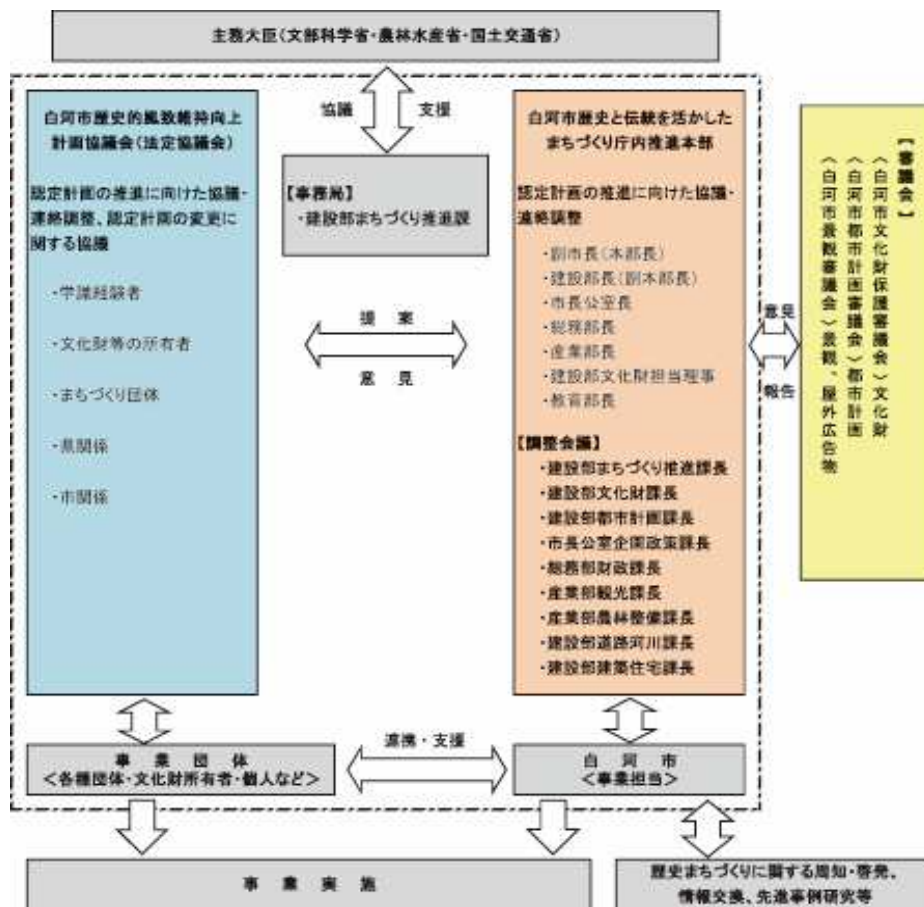 主務大臣（文部科学省・農林水産省・国土交通省）
協議
支援
白河市歴史的風致維持向上
計画協議会（法定協議会）
認定計画の推進に向けた協議・
連絡調整、認定計画の変更に
関する協議
・学識経験者
・文化財等の所有者
・まちづくり団体
・県関係
・市関係
【事務局】
・建設部まちづくり推進課
提　案
意　見
白河市歴史と伝統を活かした
まちづくり庁内推進本部
認定計画の推進に向けた協議・
連絡調整
・副市長（本部長）
・建設部長（副本部長）
・市長公室長
・総務部長
・産業部長
・建設部文化財担当理事
・教育部長
【調整会議】
・建設部まちづくり推進課長
・建設部文化財課長
・建設部都市計画課長
・市長公室企画政策課長
・総務部財政課長
・産業部観光課長
・産業部農林整備課長
・建設部道路河川課長
・建設部建築住宅課長
意見
報告
【審議会】
〈白河市文化財保護審議会〉文化財
〈白河市都市計画審議会〉都市計画
〈白河市景観審議会〉景観、屋外広告物
事　業　団　体
＜各種団体・文化財所有者・個人など＞
連携・支援
白　河　市
＜事業担当＞
事　業　実　施
歴史まちづくりに関する周知・啓発、
情報交換、先進事例研究等